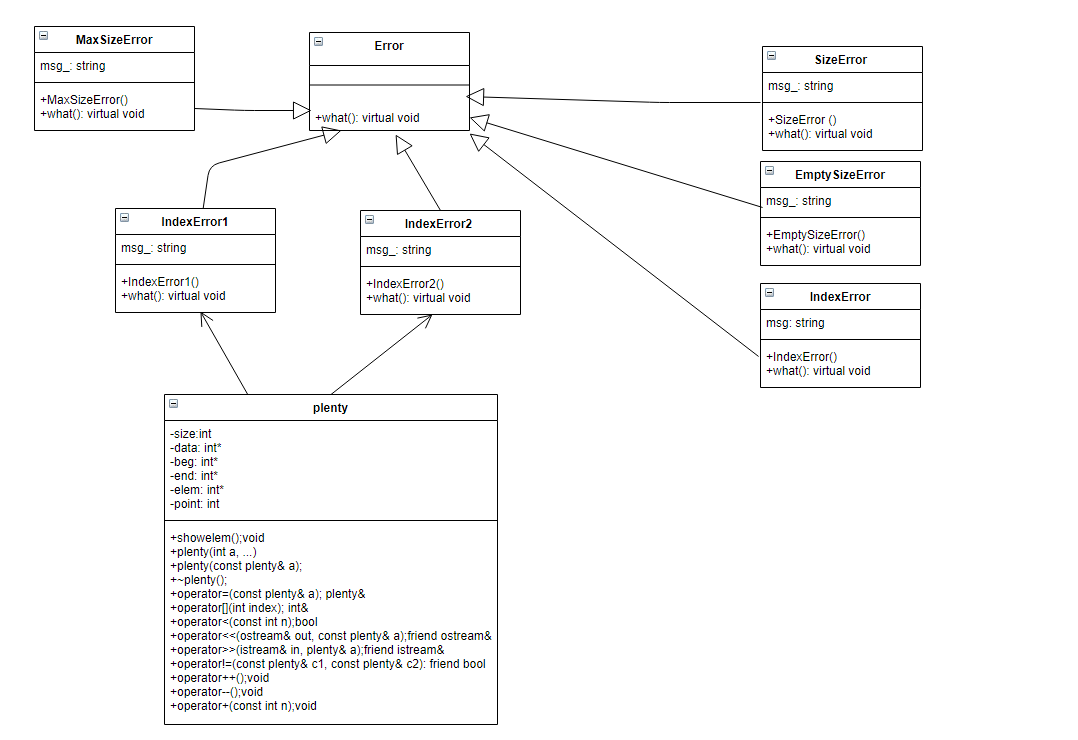 MaxSizeError
msg_: string
+MaxSizeError()
+what(): virtual void
Error
+what(): virtual void
SizeError
msg_: string
+SizeError ()
+what(): virtual void
EmptySizeError
msg_: string
+EmptySizeError()
+what(): virtual void
IndexError1
msg_: string
+IndexError1()
+what(): virtual void
IndexError2
msg_: string
+IndexError2()
+what(): virtual void
IndexError
msg: string
+IndexError()
+what(): virtual void
plenty
-size:int
-data: int*
-beg: int*
-end: int*
-elem: int*
-point: int
+showelem();void
+plenty(int a, ...)
+plenty(const plenty& a);
+~plenty();
+operator=(const plenty& a); plenty&
+operator[](int index); int&
+operator<(const int n);bool
+operator<<(ostream& out, const plenty& a);friend ostream&
+operator>>(istream& in, plenty& a);friend istream&
+operator!=(const plenty& c1, const plenty& c2): friend bool
+operator++();void
+operator--();void
+operator+(const int n);void